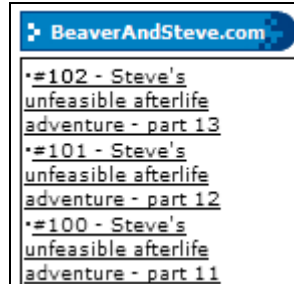 BeaverAndSteve.com
·#102 - Steve's
unfeasible afterlife
adventure - part 13
·#101 - Steve's
unfeasible afterlife
adventure - part 12
·#100 - Steve's
unfeasible afterlife
adventure - part 11